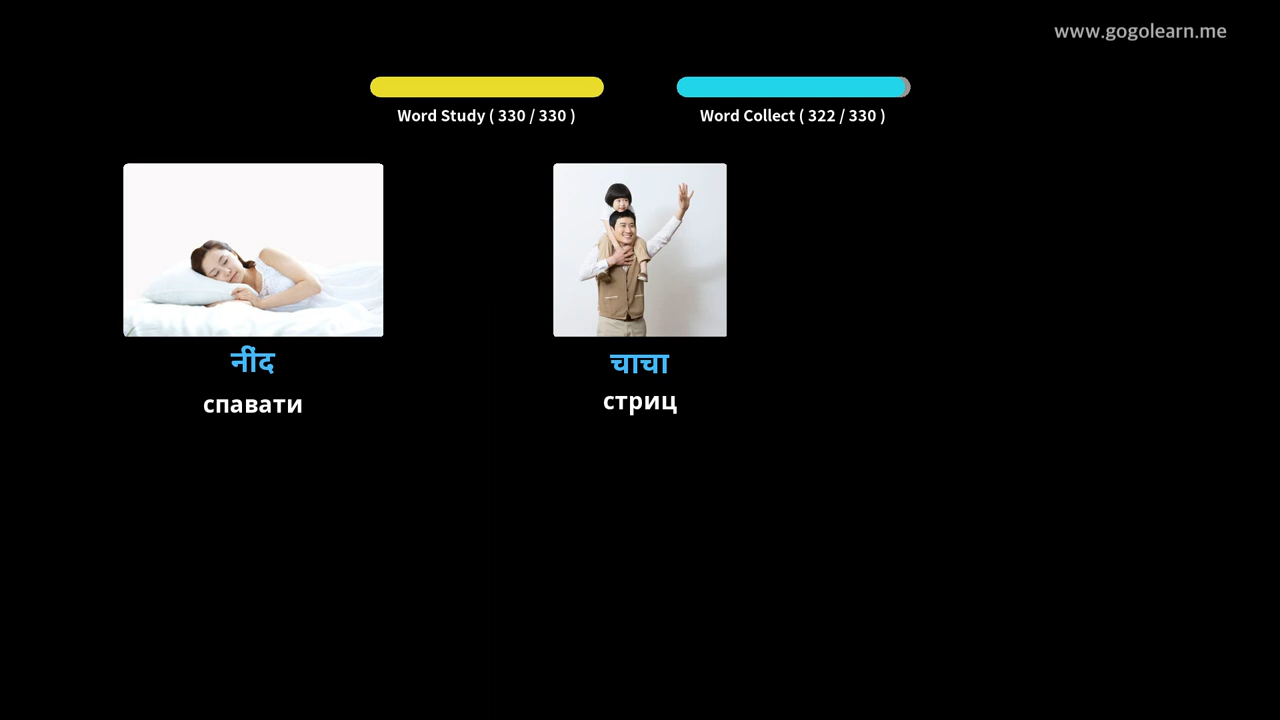 www.gogolearn.me
Word Study ( 330 / 330 )
Word Collect ( 322 / 330 )
नींद
спавати
चाचा
стриц